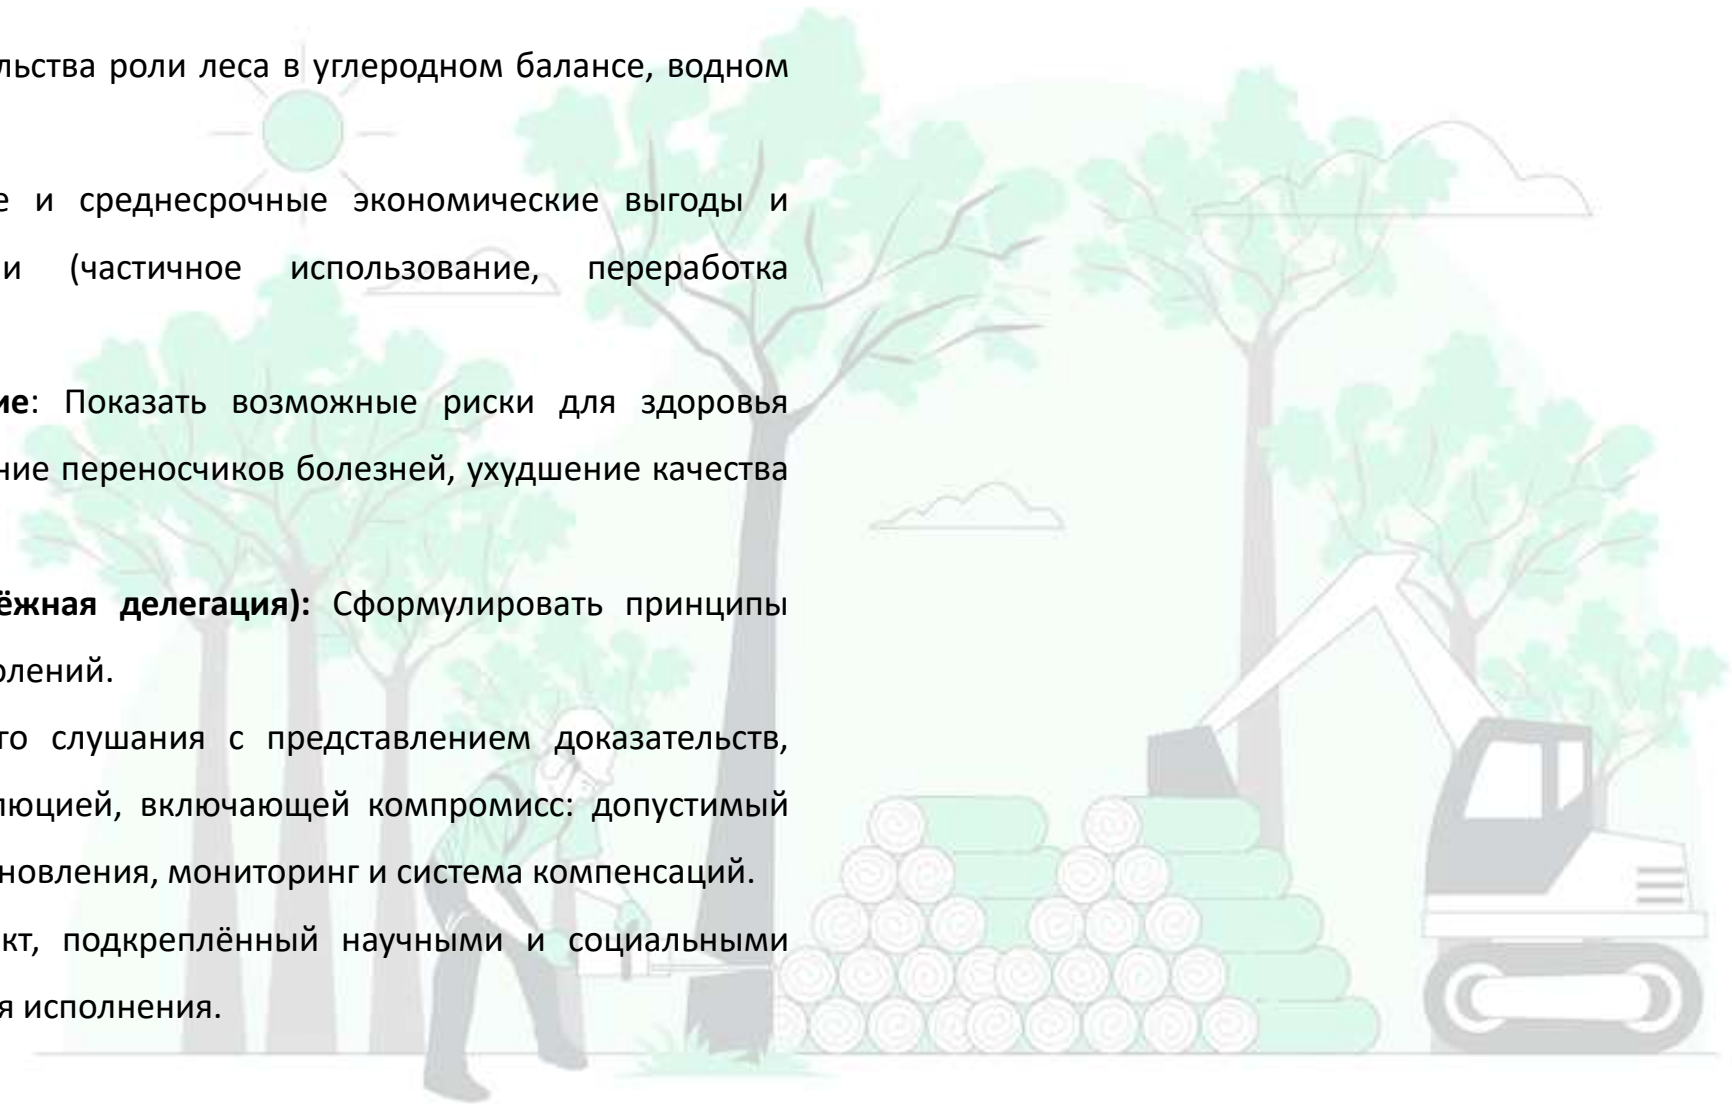 льства роли леса в углеродном балансе, водном
е и среднесрочные экономические выгоды и
и (частичное использование, переработка
ие: Показать возможные риски для здоровья
ние переносчиков болезней, ухудшение качества
ёжная делегация): Сформулировать принципы
олений.
го слушания с представлением доказательств,
люцией, включающей компромисс: допустимый
новления, мониторинг и система компенсаций.
кт, подкреплённый научными и социальными
я исполнения.